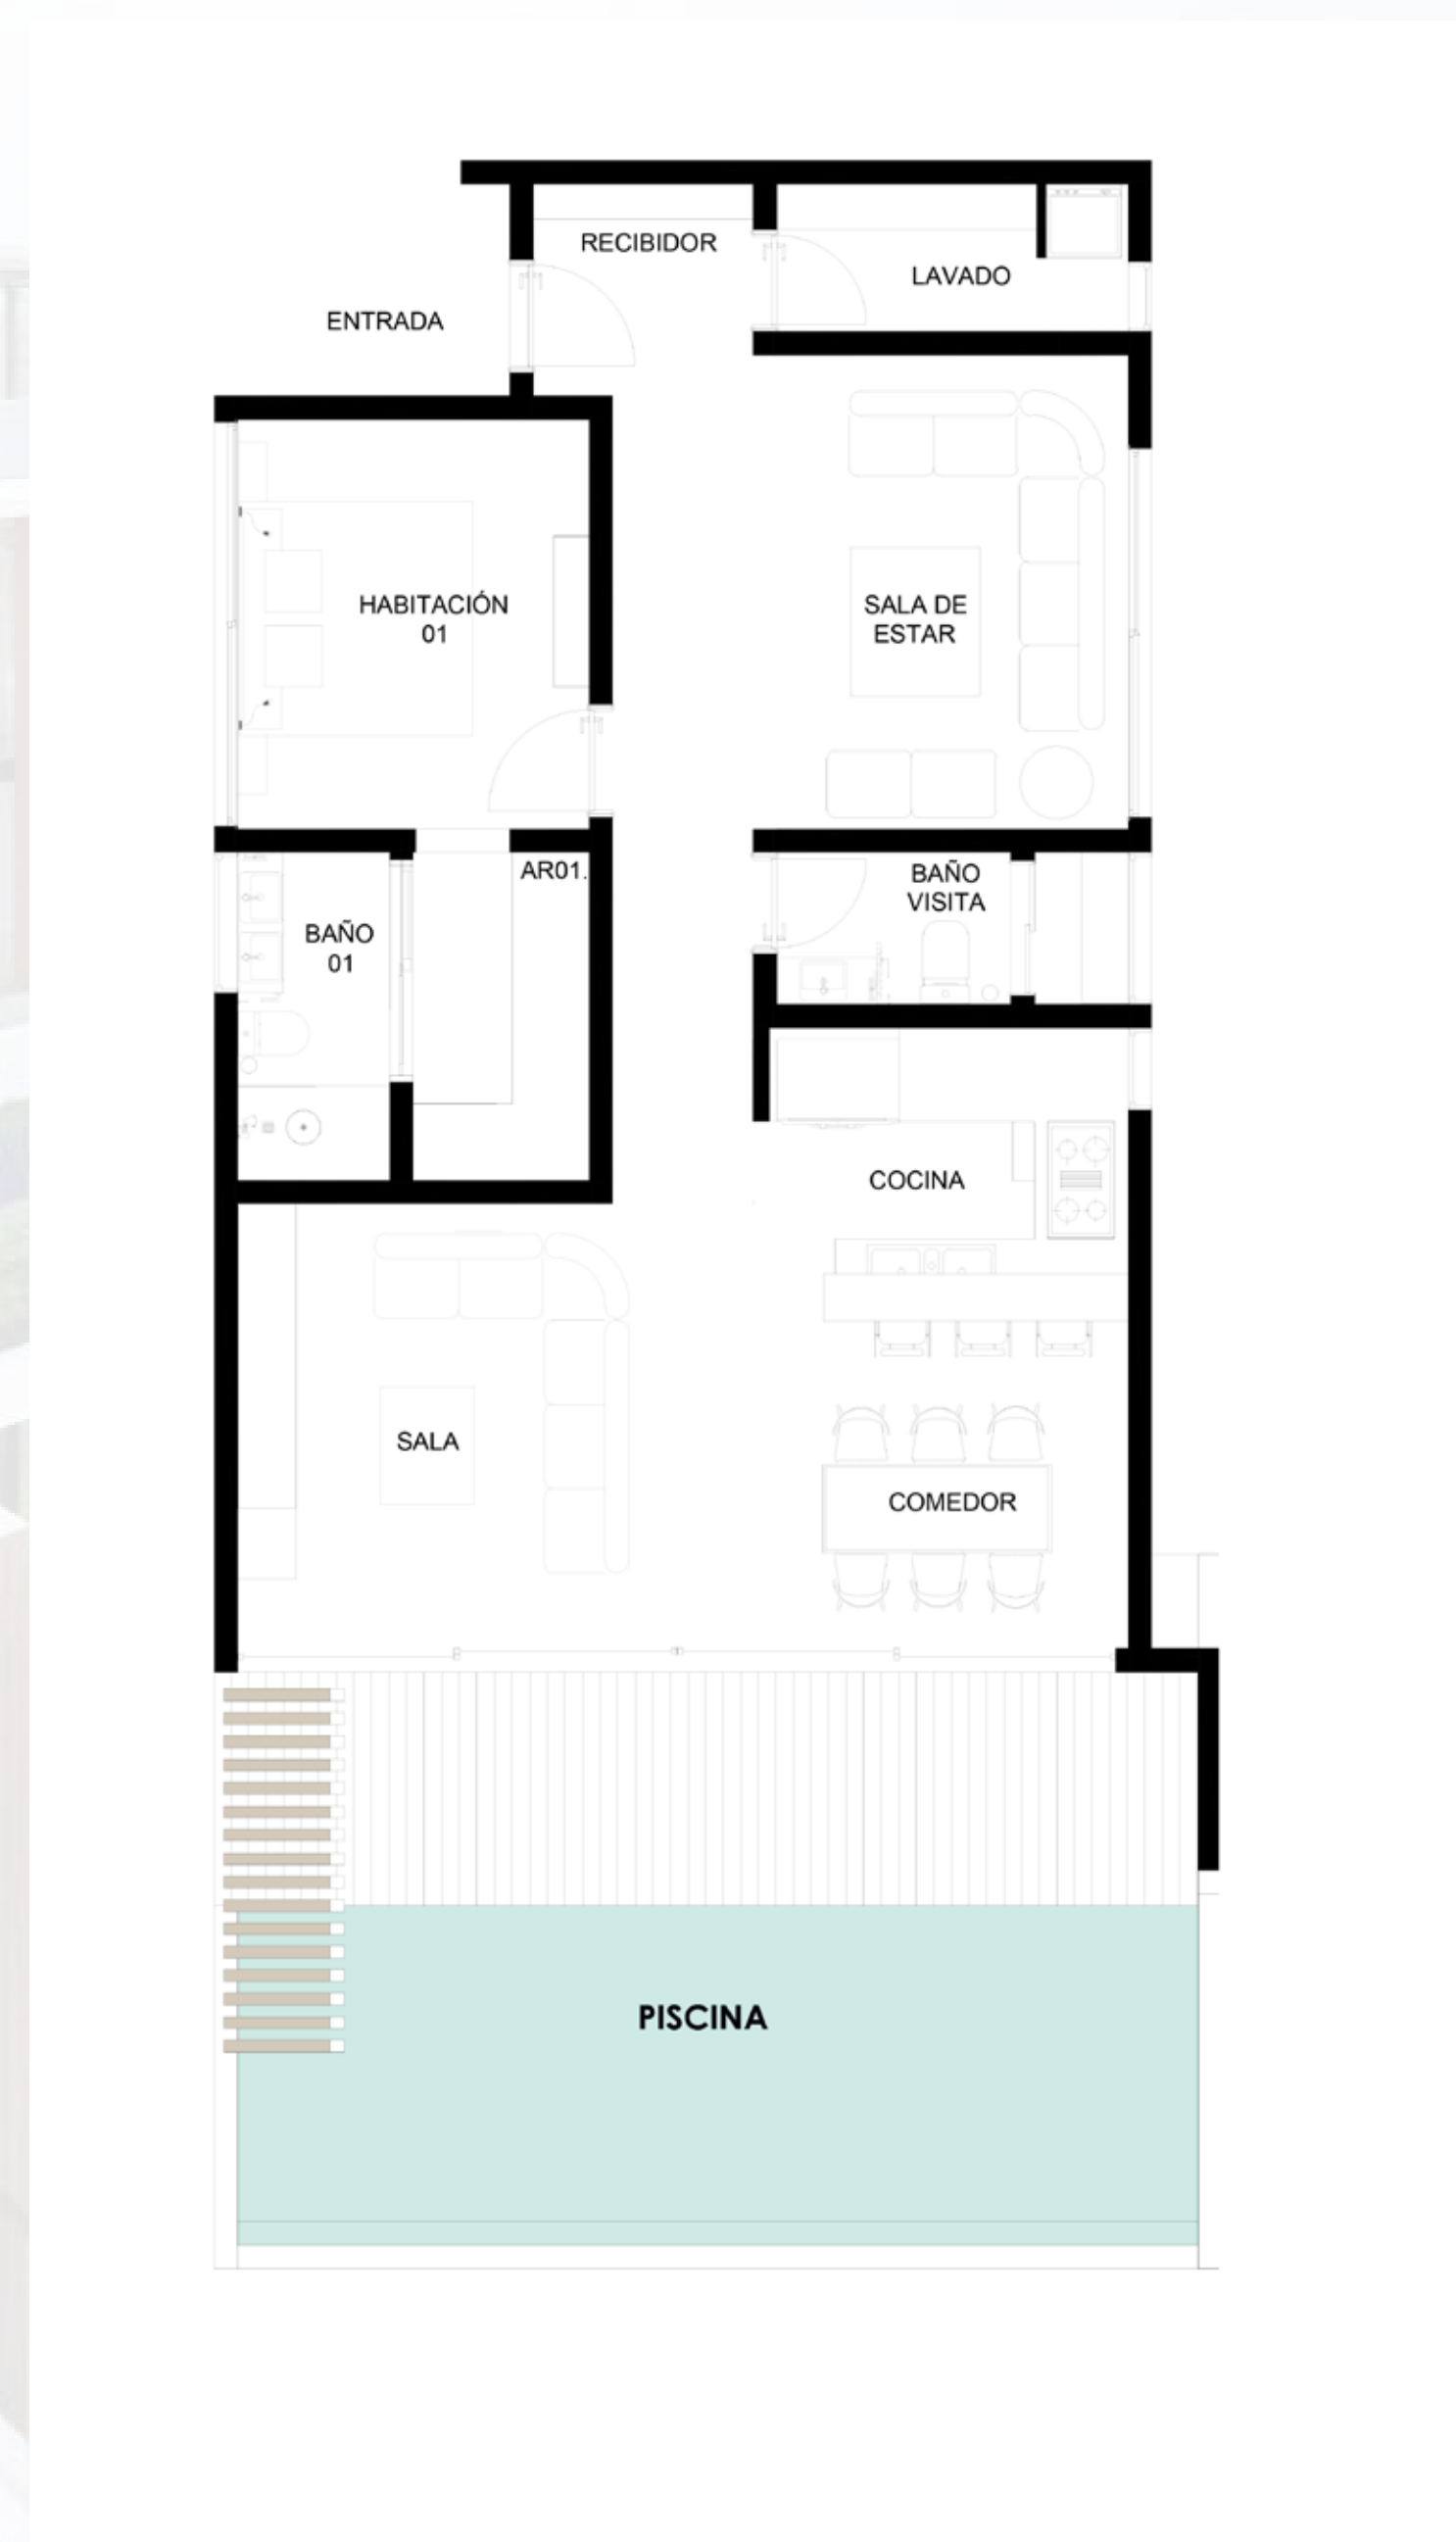 RECIBIDOR
LAVADO
ENTRADA
HABITACIÓN
01
SALA DE
ESTAR
AR01.
BAÑO
VISITA
BAÑO
01
COCINA
SALA
COMEDOR
PISCINA